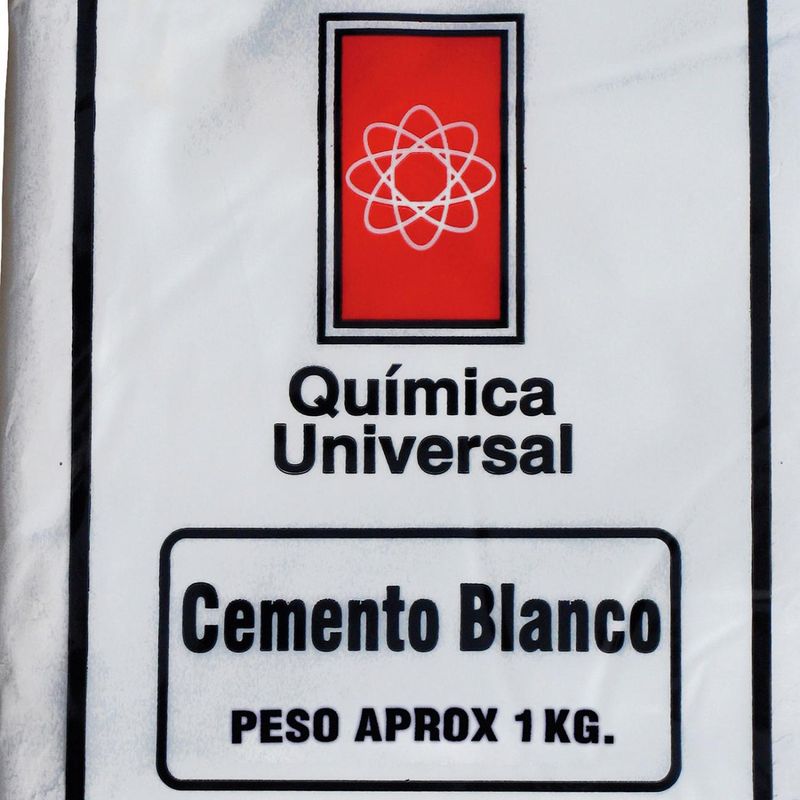 Química
Universal
Cemento Blanco
PESO APROX 1 KG.